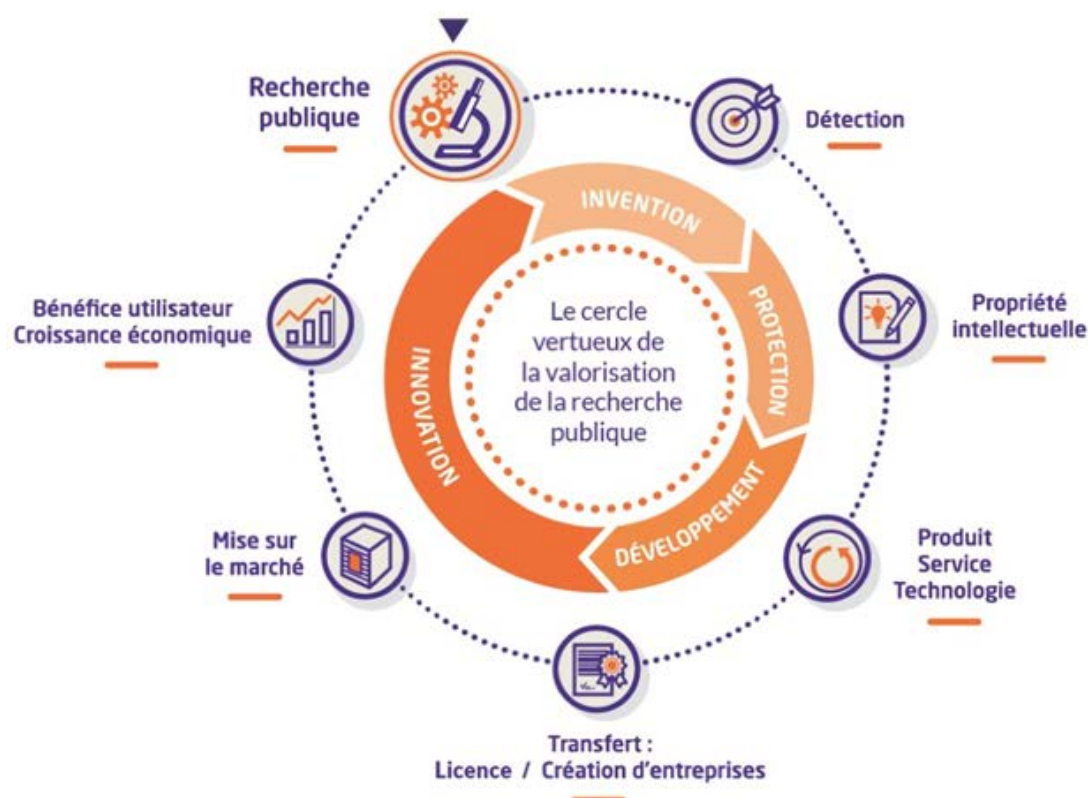 Recherche
publique
Détection
INVENTION
PROTECTION
Propriété
intellectuelle
Bénéfice utilisateur
Croissance économique
Le cercle
vertueux de
la valorisation
de la recherche
publique
INNOVATION
DÉVELOPPEMENT
Produit
Service
Technologie
Mise sur
le marché
Transfert :
Licence / Création d'entreprises